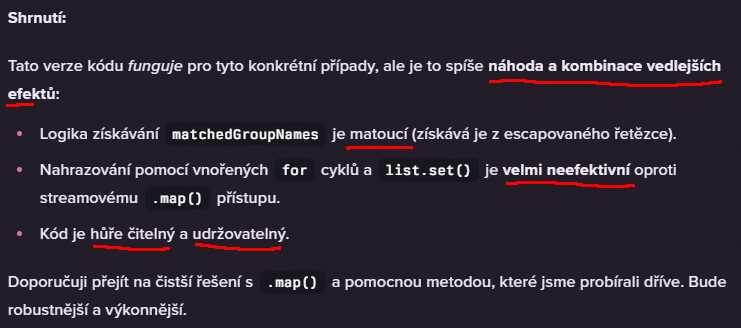 Shrnutí:
Tato verze kódu funguje pro tyto konkrétní případy, ale je to spíše náhoda a kombinace vedlejších
efektů:
• Logika získávání matchedGroupNames je matoucí (získává je z escapovaného řetězce).
• Nahrazování pomocí vnořených for cyklů a list.set() je velmi neefektivní oproti
streamovému .map() přístupu.
• Kód je hůře čitelný a udržovatelný.
Doporučuji přejít na čistší řešení s .map() a pomocnou metodou, které jsme probírali dříve. Bude
robustnější a výkonnější.